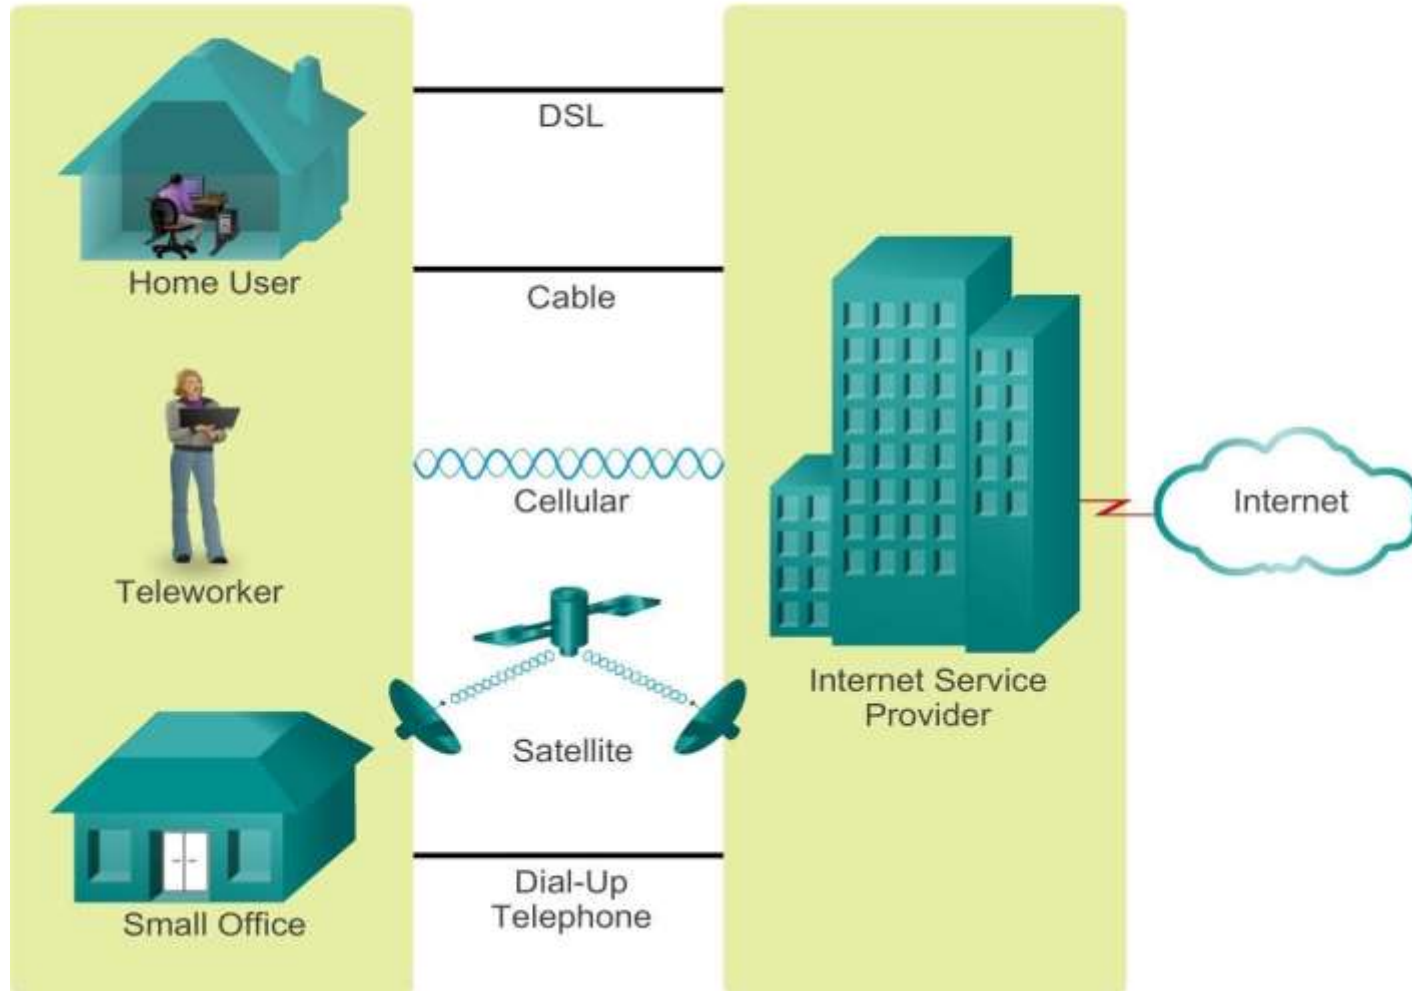 DSL
Home User
Cable
Cellular
Internet
Teleworker
Internet Service
Provider
Satellite
Dial-Up
Telephone
Small Office